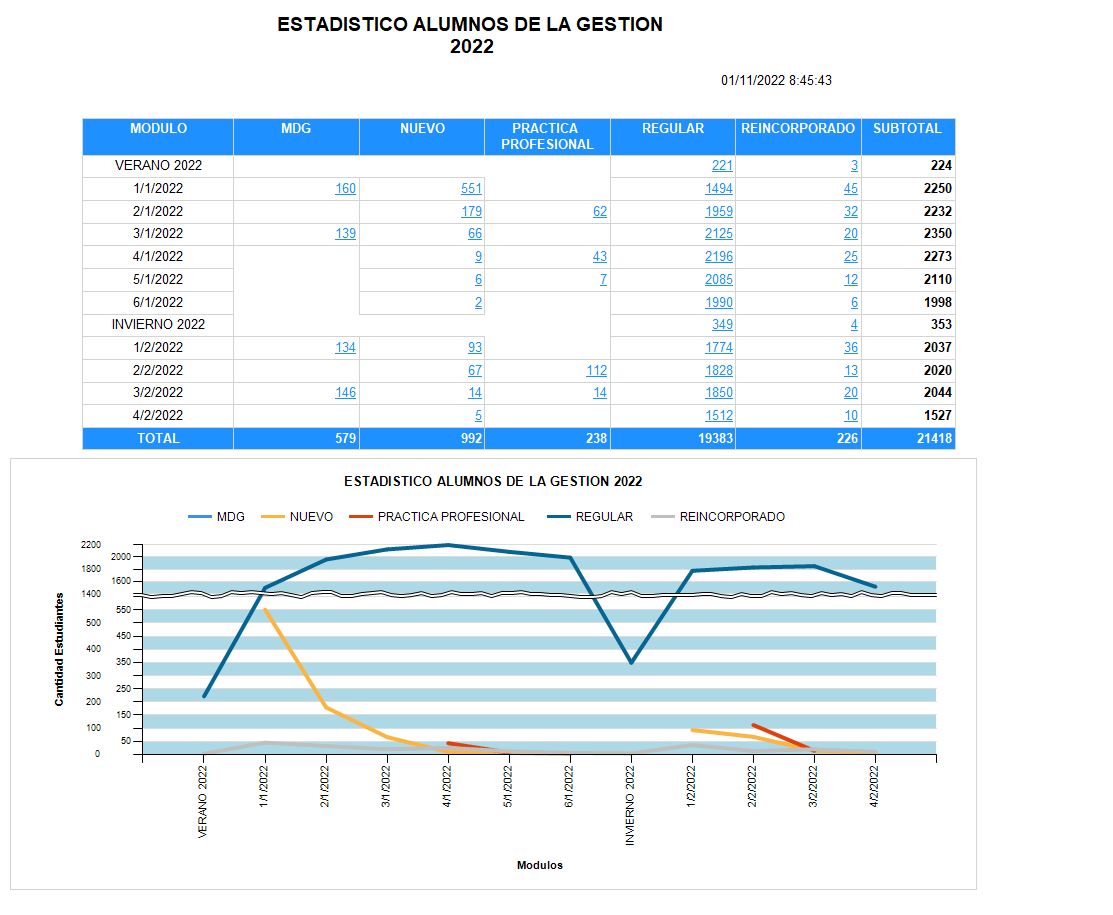 ESTADISTICO ALUMNOS DE LA GESTION
2022
01/11/2022 8:45:43
MODULO MDG NUEVO PRACTICA PROFESIONAL REGULAR REINCORPORADO SUBTOTAL
VERANO 2022 221 3 224
1/1/2022 160 551 1494 45 2250
2/1/2022 179 62 1959 32 2232
3/1/2022 139 66 2125 20 2350
4/1/2022 9 43 2196 25 2273
5/1/2022 6 7 2085 12 2110
6/1/2022 2 1990 6 1998
INVIERNO 2022 349 4 353
1/2/2022 134 93 1774 36 2037
2/2/2022 67 112 1828 13 2020
3/2/2022 146 14 14 1850 20 2044
4/2/2022 5 1512 10 1527
TOTAL 579 992 238 19383 226 21418
ESTADISTICO ALUMNOS DE LA GESTION 2022
MDG NUEVO PRACTICA PROFESIONAL REGULAR REINCORPORADO
Cantidad Estudiantes
2200
2000
1800
1600
1400
550
500
450
400
350
300
250
200
150
100
50
0
VERANO 2022
1/1/2022
2/1/2022
3/1/2022
4/1/2022
5/1/2022
6/1/2022
INVIERNO 2022
1/2/2022
2/2/2022
3/2/2022
4/2/2022
Modulos